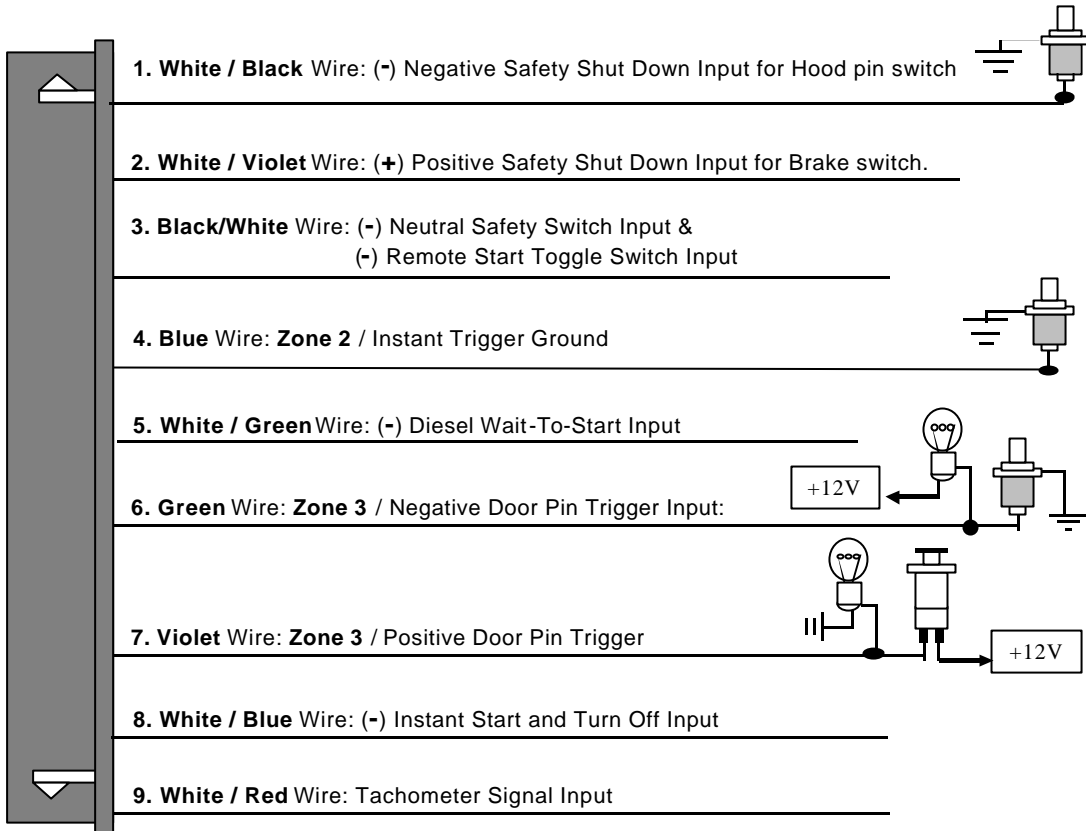 1. White / Black Wire: (-) Negative Safety Shut Down Input for Hood pin switch
2. White / Violet Wire: (+) Positive Safety Shut Down Input for Brake switch.
3. Black/White Wire: (-) Neutral Safety Switch Input &
(-) Remote Start Toggle Switch Input
4. Blue Wire: Zone 2 / Instant Trigger Ground
5. White / Green Wire: (-) Diesel Wait-To-Start Input
+12V
6. Green Wire: Zone 3 / Negative Door Pin Trigger Input:
7. Violet Wire: Zone 3 / Positive Door Pin Trigger
+12V
8. White / Blue Wire: (-) Instant Start and Turn Off Input
9. White / Red Wire: Tachometer Signal Input